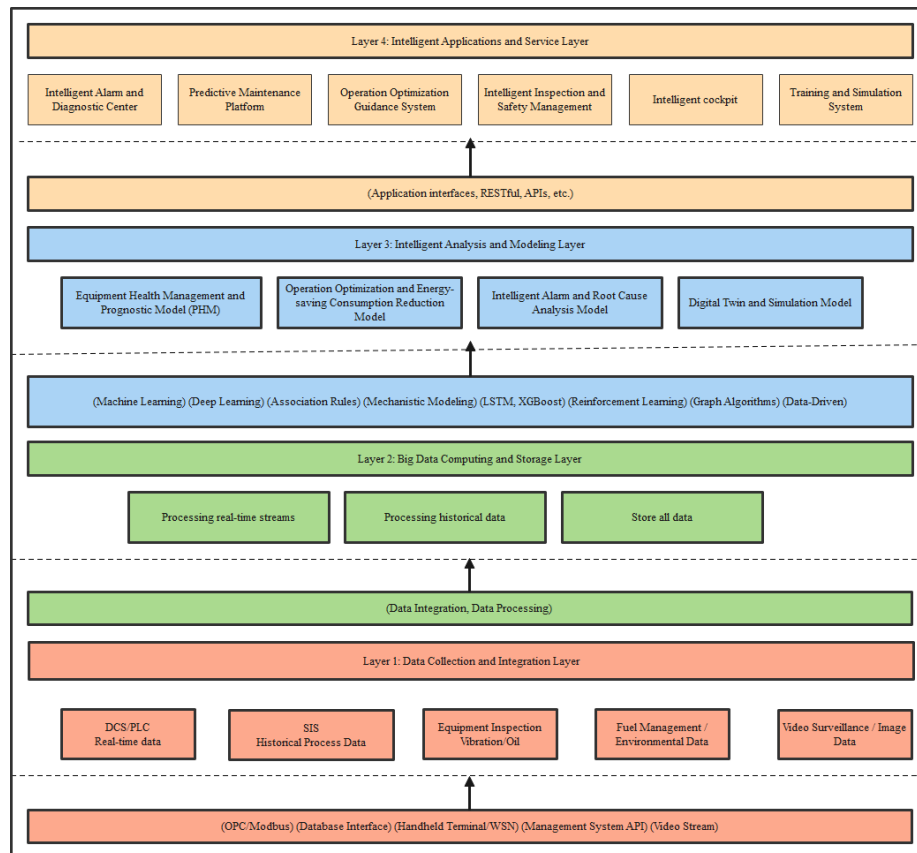 Layer 4: Intelligent Applications and Service Layer
Intelligent Alarm and
Diagnostic Center
Predictive Maintenance
Platform
Operation Optimization
Guidance System
Intelligent Inspection and
Safety Management
Intelligent cockpit
Training and Simulation
System
(Application interfaces, RESTful, APIs, etc.)
Layer 3: Intelligent Analysis and Modeling Layer
Equipment Health Management and
Prognostic Model (PHM)
Operation Optimization and Energy-
saving Consumption Reduction
Model
Intelligent Alarm and Root Cause
Analysis Model
Digital Twin and Simulation Model
(Machine Learning) (Deep Learning) (Association Rules) (Mechanistic Modeling) (LSTM, XGBoost) (Reinforcement Learning) (Graph Algorithms) (Data-Driven)
Layer 2: Big Data Computing and Storage Layer
Processing real-time streams
Processing historical data
Store all data
(Data Integration, Data Processing)
Layer 1: Data Collection and Integration Layer
DCS/PLC
Real-time data
SIS
Historical Process Data
Equipment Inspection
Vibration/Oil
Fuel Management /
Environmental Data
Video Surveillance / Image
Data
(OPC/Modbus) (Database Interface) (Handheld Terminal/WSN) (Management System API) (Video Stream)